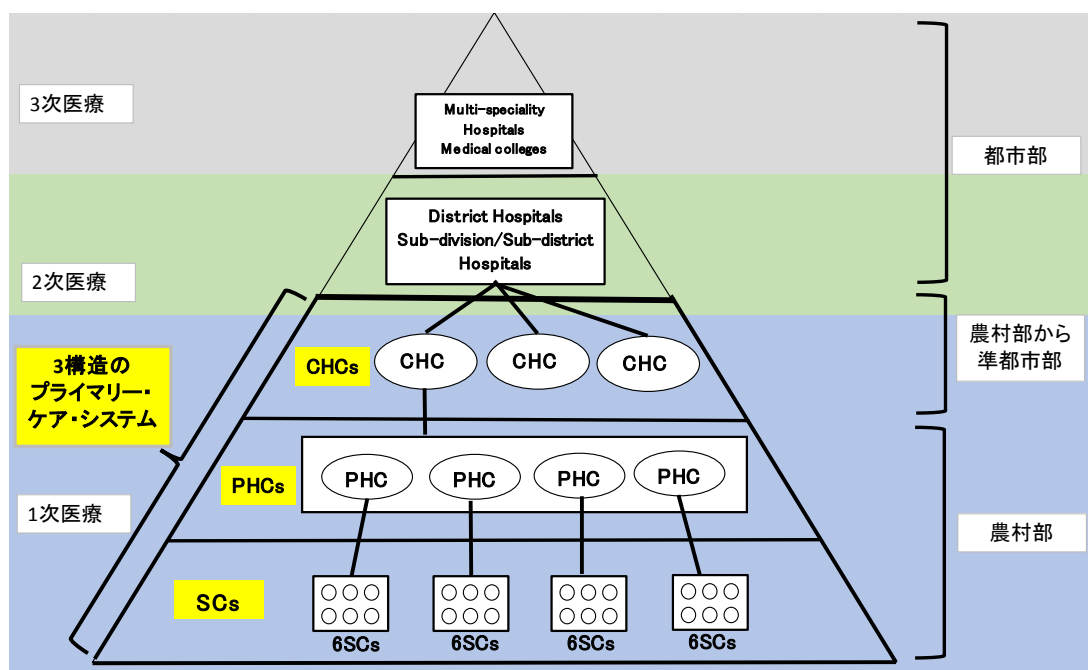 3次医療
Multi-speciality
Hospitals
Medical colleges
都市部
District Hospitals
Sub-division/Sub-district
Hospitals
2次医療
農村部から
準都市部
3構造の
プライマリー・
ケア・システム
CHCs
CHC
CHC
CHC
PHCs
PHC
PHC
PHC
PHC
1次医療
農村部
SCs
6SCs
6SCs
6SCs
6SCs